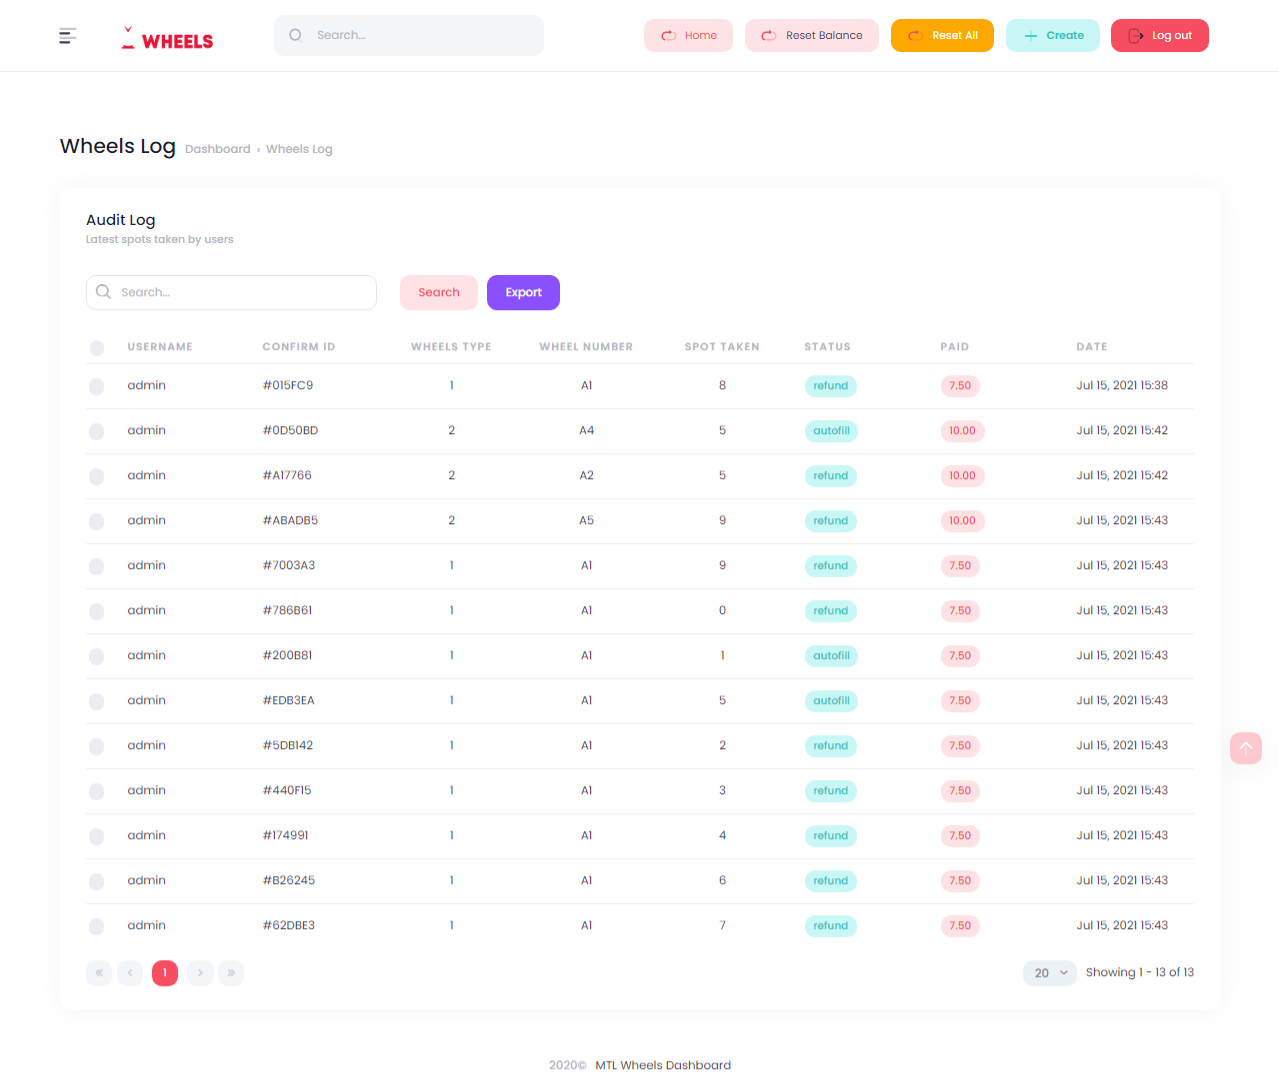 WHEELS Search... Home Reset Balance Reset All Create Log out
Wheels Log Dashboard Wheels Log
Audit Log
Latest spots taken by users
Search... Search Export
USERNAME CONFIRM ID WHEELS TYPE WHEEL NUMBER SPOT TAKEN STATUS PAID DATE
admin #015FC9 1 A1 8 refund 7.50 Jul 15, 2021 15:38
admin #0D50BD 2 A4 5 autofill 10.00 Jul 15, 2021 15:42
admin #A17766 2 A2 5 refund 10.00 Jul 15, 2021 15:42
admin #ABADB5 2 A5 9 refund 10.00 Jul 15, 2021 15:43
admin #7003A3 1 A1 9 refund 7.50 Jul 15, 2021 15:43
admin #786B61 1 A1 0 refund 7.50 Jul 15, 2021 15:43
admin #200B81 1 A1 1 autofill 7.50 Jul 15, 2021 15:43
admin #EDB3EA 1 A1 5 autofill 7.50 Jul 15, 2021 15:43
admin #5DB142 1 A1 2 refund 7.50 Jul 15, 2021 15:43
admin #440F15 1 A1 3 refund 7.50 Jul 15, 2021 15:43
admin #174991 1 A1 4 refund 7.50 Jul 15, 2021 15:43
admin #B26245 1 A1 6 refund 7.50 Jul 15, 2021 15:43
admin #62DBE3 1 A1 7 refund 7.50 Jul 15, 2021 15:43
« ‹ 1 › » 20 Showing 1 - 13 of 13
2020© MTL Wheels Dashboard